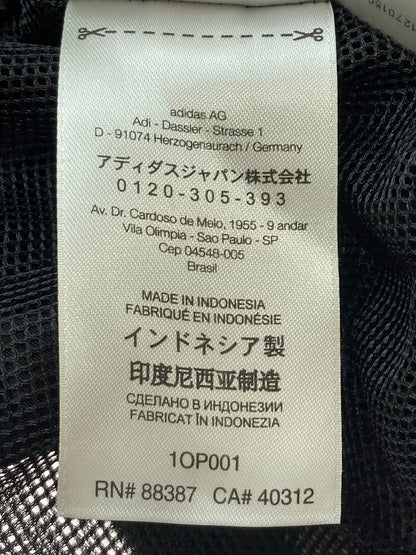 adidas AG
Adi - Dassler - Strasse 1
D - 91074 Herzogenaurach / Germany
アディダスジャパン株式会社
0120-305-393
Av. Dr. Cardoso de Melo, 1955 - 9 andar
Vila Olimpia - Sao Paulo - SP
Cep 04548-005
Brasil
MADE IN INDONESIA
FABRIQUÉ EN INDONÉSIE
インドネシア製
印度尼西亚制造
СДЕЛАНО В ИНДОНЕЗИИ
FABRICAT ÎN INDONEZIA
1OP001
RN# 88387 CA# 40312